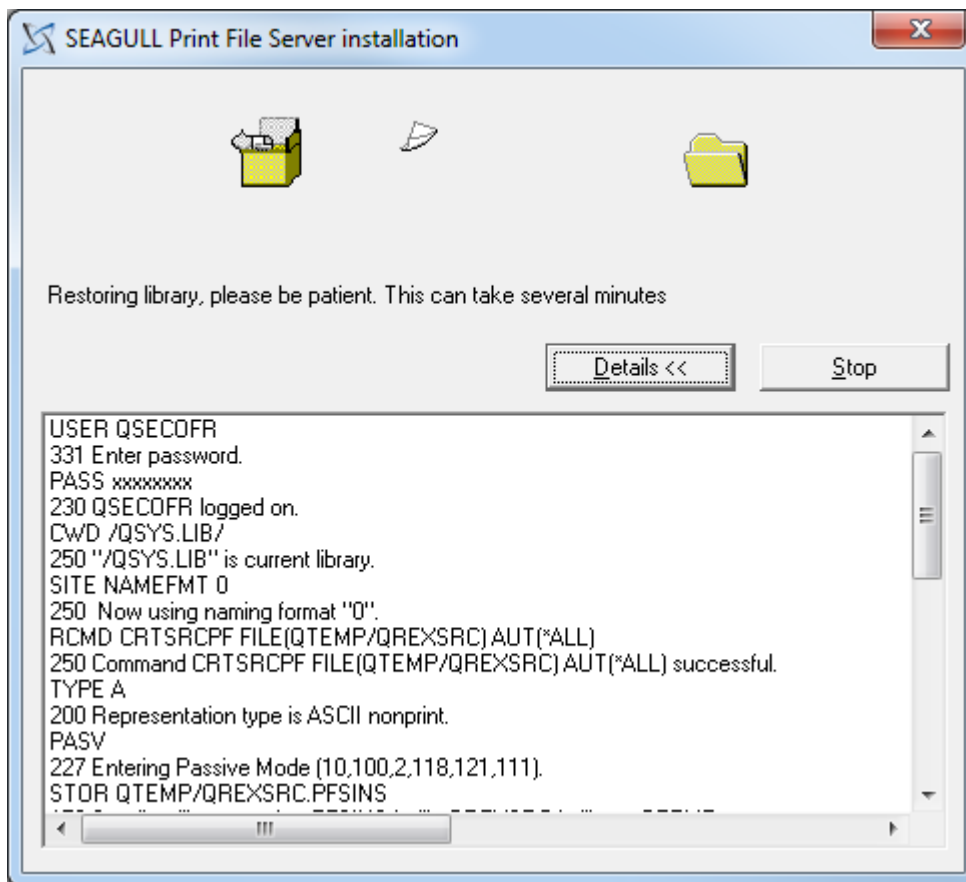 SEAGULL Print File Server installation
Restoring library, please be patient. This can take several minutes
Details <<
Stop
USER QSECOFR
331 Enter password.
PASS xxxxxxxx
230 QSECOFR logged on.
CWD /QSYS.LIB/
250 "/QSYS.LIB" is current library.
SITE NAMEFMT 0
250  Now using naming format "0".
RCMD CRTSRCPF FILE(QTEMP/QREXSRC) AUT(*ALL)
250 Command CRTSRCPF FILE(QTEMP/QREXSRC) AUT(*ALL) successful.
TYPE A
200 Representation type is ASCII nonprint.
PASV
227 Entering Passive Mode (10,100,2,118,121,111).
STOR QTEMP/QREXSRC.PFSINS